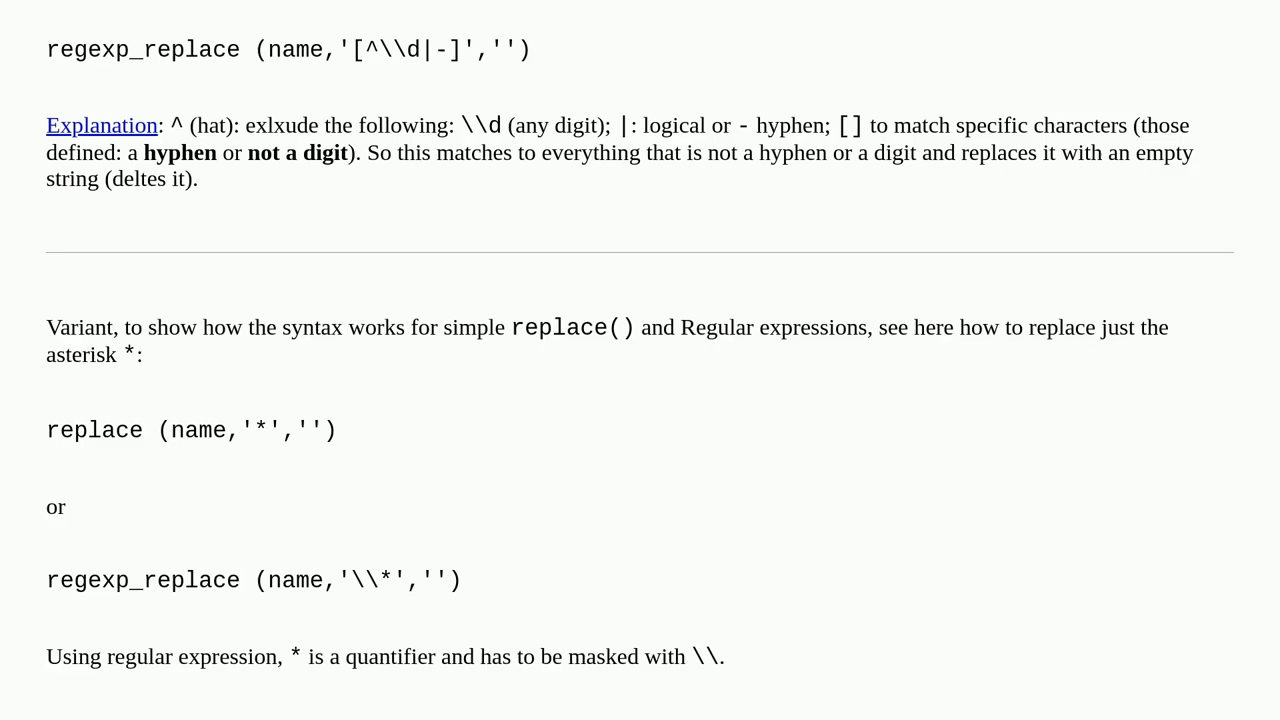 regexp_replace (name,'[^\\d|-]','')
Explanation: ^ (hat): exlxude the following: \\d (any digit); |: logical or - hyphen; [] to match specific characters (those
defined: a hyphen or not a digit). So this matches to everything that is not a hyphen or a digit and replaces it with an empty
string (deltes it).
Variant, to show how the syntax works for simple replace() and Regular expressions, see here how to replace just the
asterisk *:
replace (name,'*','')
or
regexp_replace (name,'\\*','')
Using regular expression, * is a quantifier and has to be masked with \\.